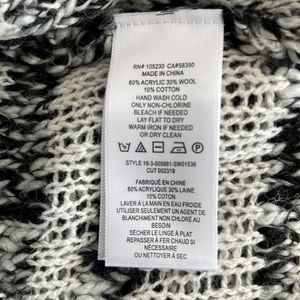 RN# 105230 CA#58350
MADE IN CHINA
60% ACRYLIC 30% WOOL
10% COTTON
HAND WASH COLD
ONLY NON-CHLORINE
BLEACH IF NEEDED
LAY FLAT TO DRY
WARM IRON IF NEEDED
OR DRY CLEAN
STYLE 19-3-005881-SW01536
CUT 002319
FABRIQUÉ EN CHINE
60% ACRYLIQUE 30% LAINE
10% COTON
LAVER À LA MAIN EN EAU FROIDE
UTILISER SEULEMENT UN AGENT DE
BLANCHIMENT NON CHLORÉ AU
BESOIN
SÉCHER LE LINGE À PLAT
REPASSER À FER CHAUD SI
NÉCESSAIRE
OU NETTOYAGE À SEC